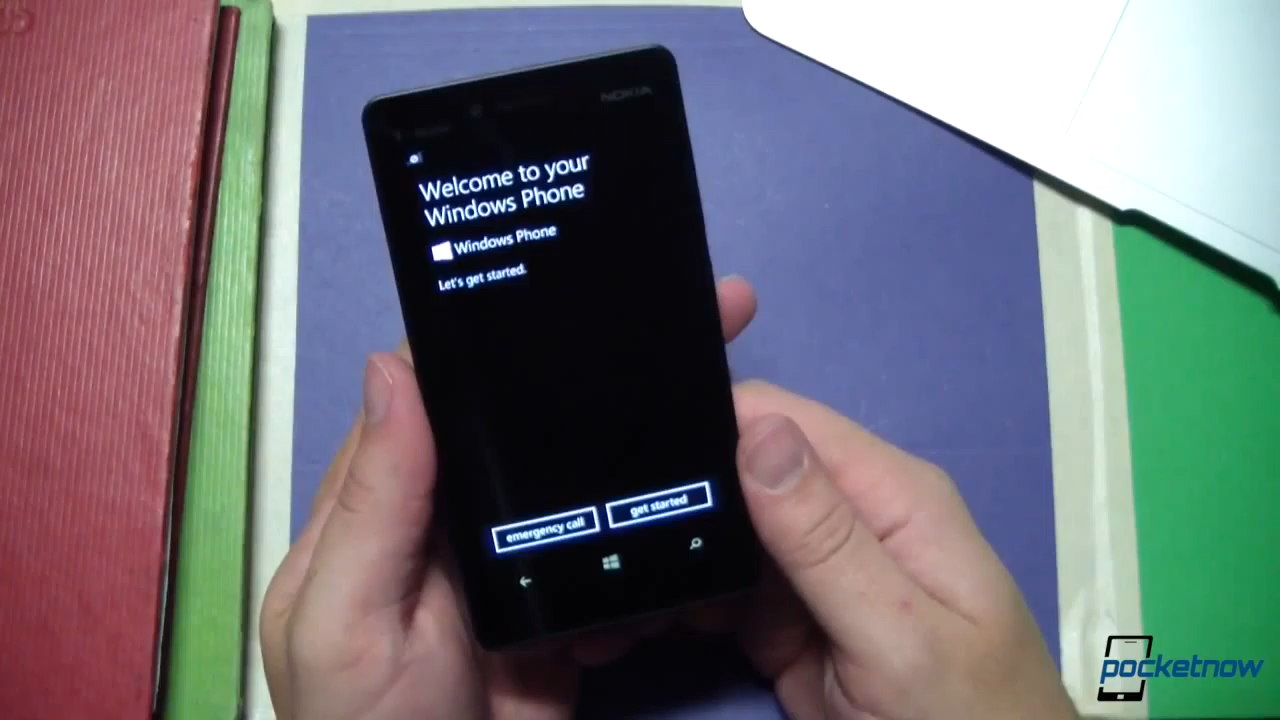 NOKIA
Welcome to your
Windows Phone
Windows Phone
Let's get started.
emergency call
get started
pocketnow